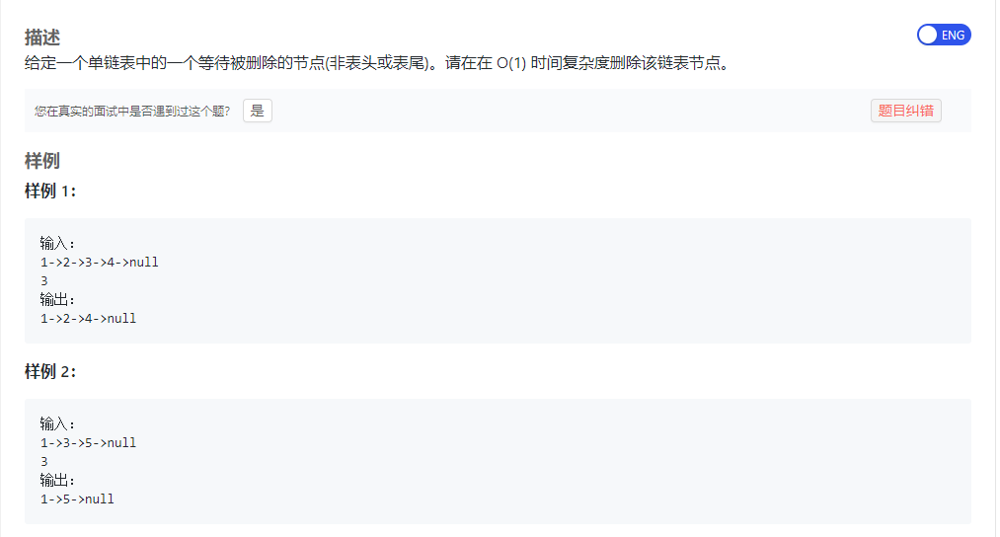 描述
ENG
给定一个单链表中的一个等待被删除的节点(非表头或表尾)。请在在 O(1) 时间复杂度删除该链表节点。
您在真实的面试中是否遇到过这个题? 是
题目纠错
样例
样例 1:
输入:
1->2->3->4->null
3
输出:
1->2->4->null
样例 2:
输入:
1->3->5->null
3
输出:
1->5->null